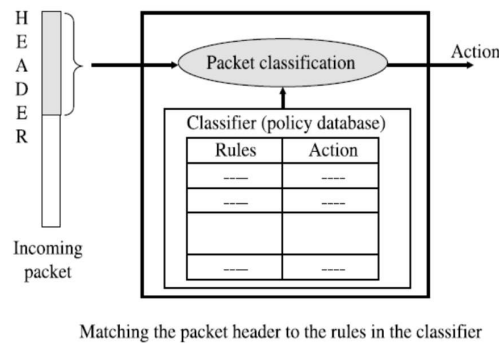 H
E
A
D
E
R
Packet classification
Action
Classifier (policy database)
Rules Action
---- ----
---- ----
---- ----
Incoming
packet
Matching the packet header to the rules in the classifier